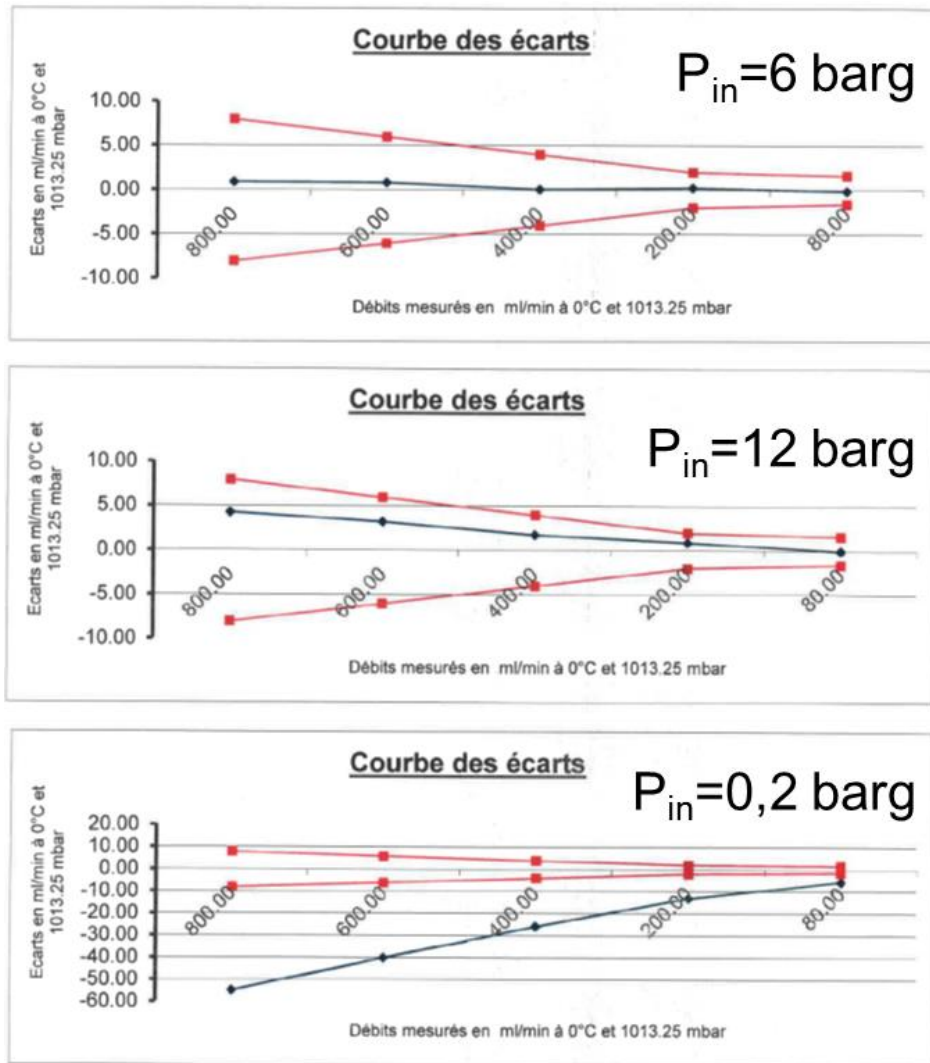 Courbe des écarts
P_in=6 barg
Ecarts en ml/min à 0°C et
1013.25 mbar
10.00
5.00
0.00
-5.00
-10.00
800.00
600.00
400.00
200.00
80.00
Débits mesurés en ml/min à 0°C et 1013.25 mbar
Courbe des écarts
P_in=12 barg
Ecarts en ml/min à 0°C et
1013.25 mbar
10.00
5.00
0.00
-5.00
-10.00
800.00
600.00
400.00
200.00
80.00
Débits mesurés en ml/min à 0°C et 1013.25 mbar
Courbe des écarts
P_in=0,2 barg
Ecarts en ml/min à 0°C et
1013.25 mbar
20.00
10.00
0.00
-10.00
-20.00
-30.00
-40.00
-50.00
-60.00
800.00
600.00
400.00
200.00
80.00
Débits mesurés en ml/min à 0°C et 1013.25 mbar